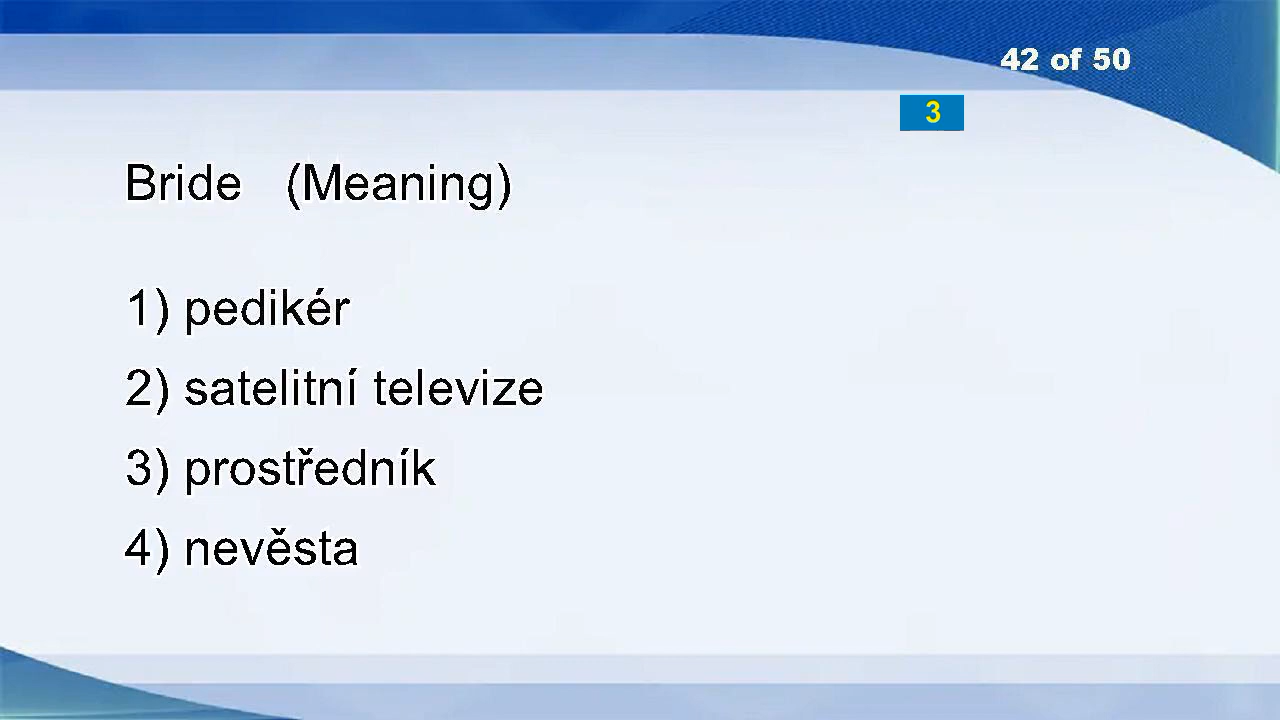 42 of 50
3
Bride (Meaning)
1) pedikér
2) satelitní televize
3) prostředník
4) nevěsta